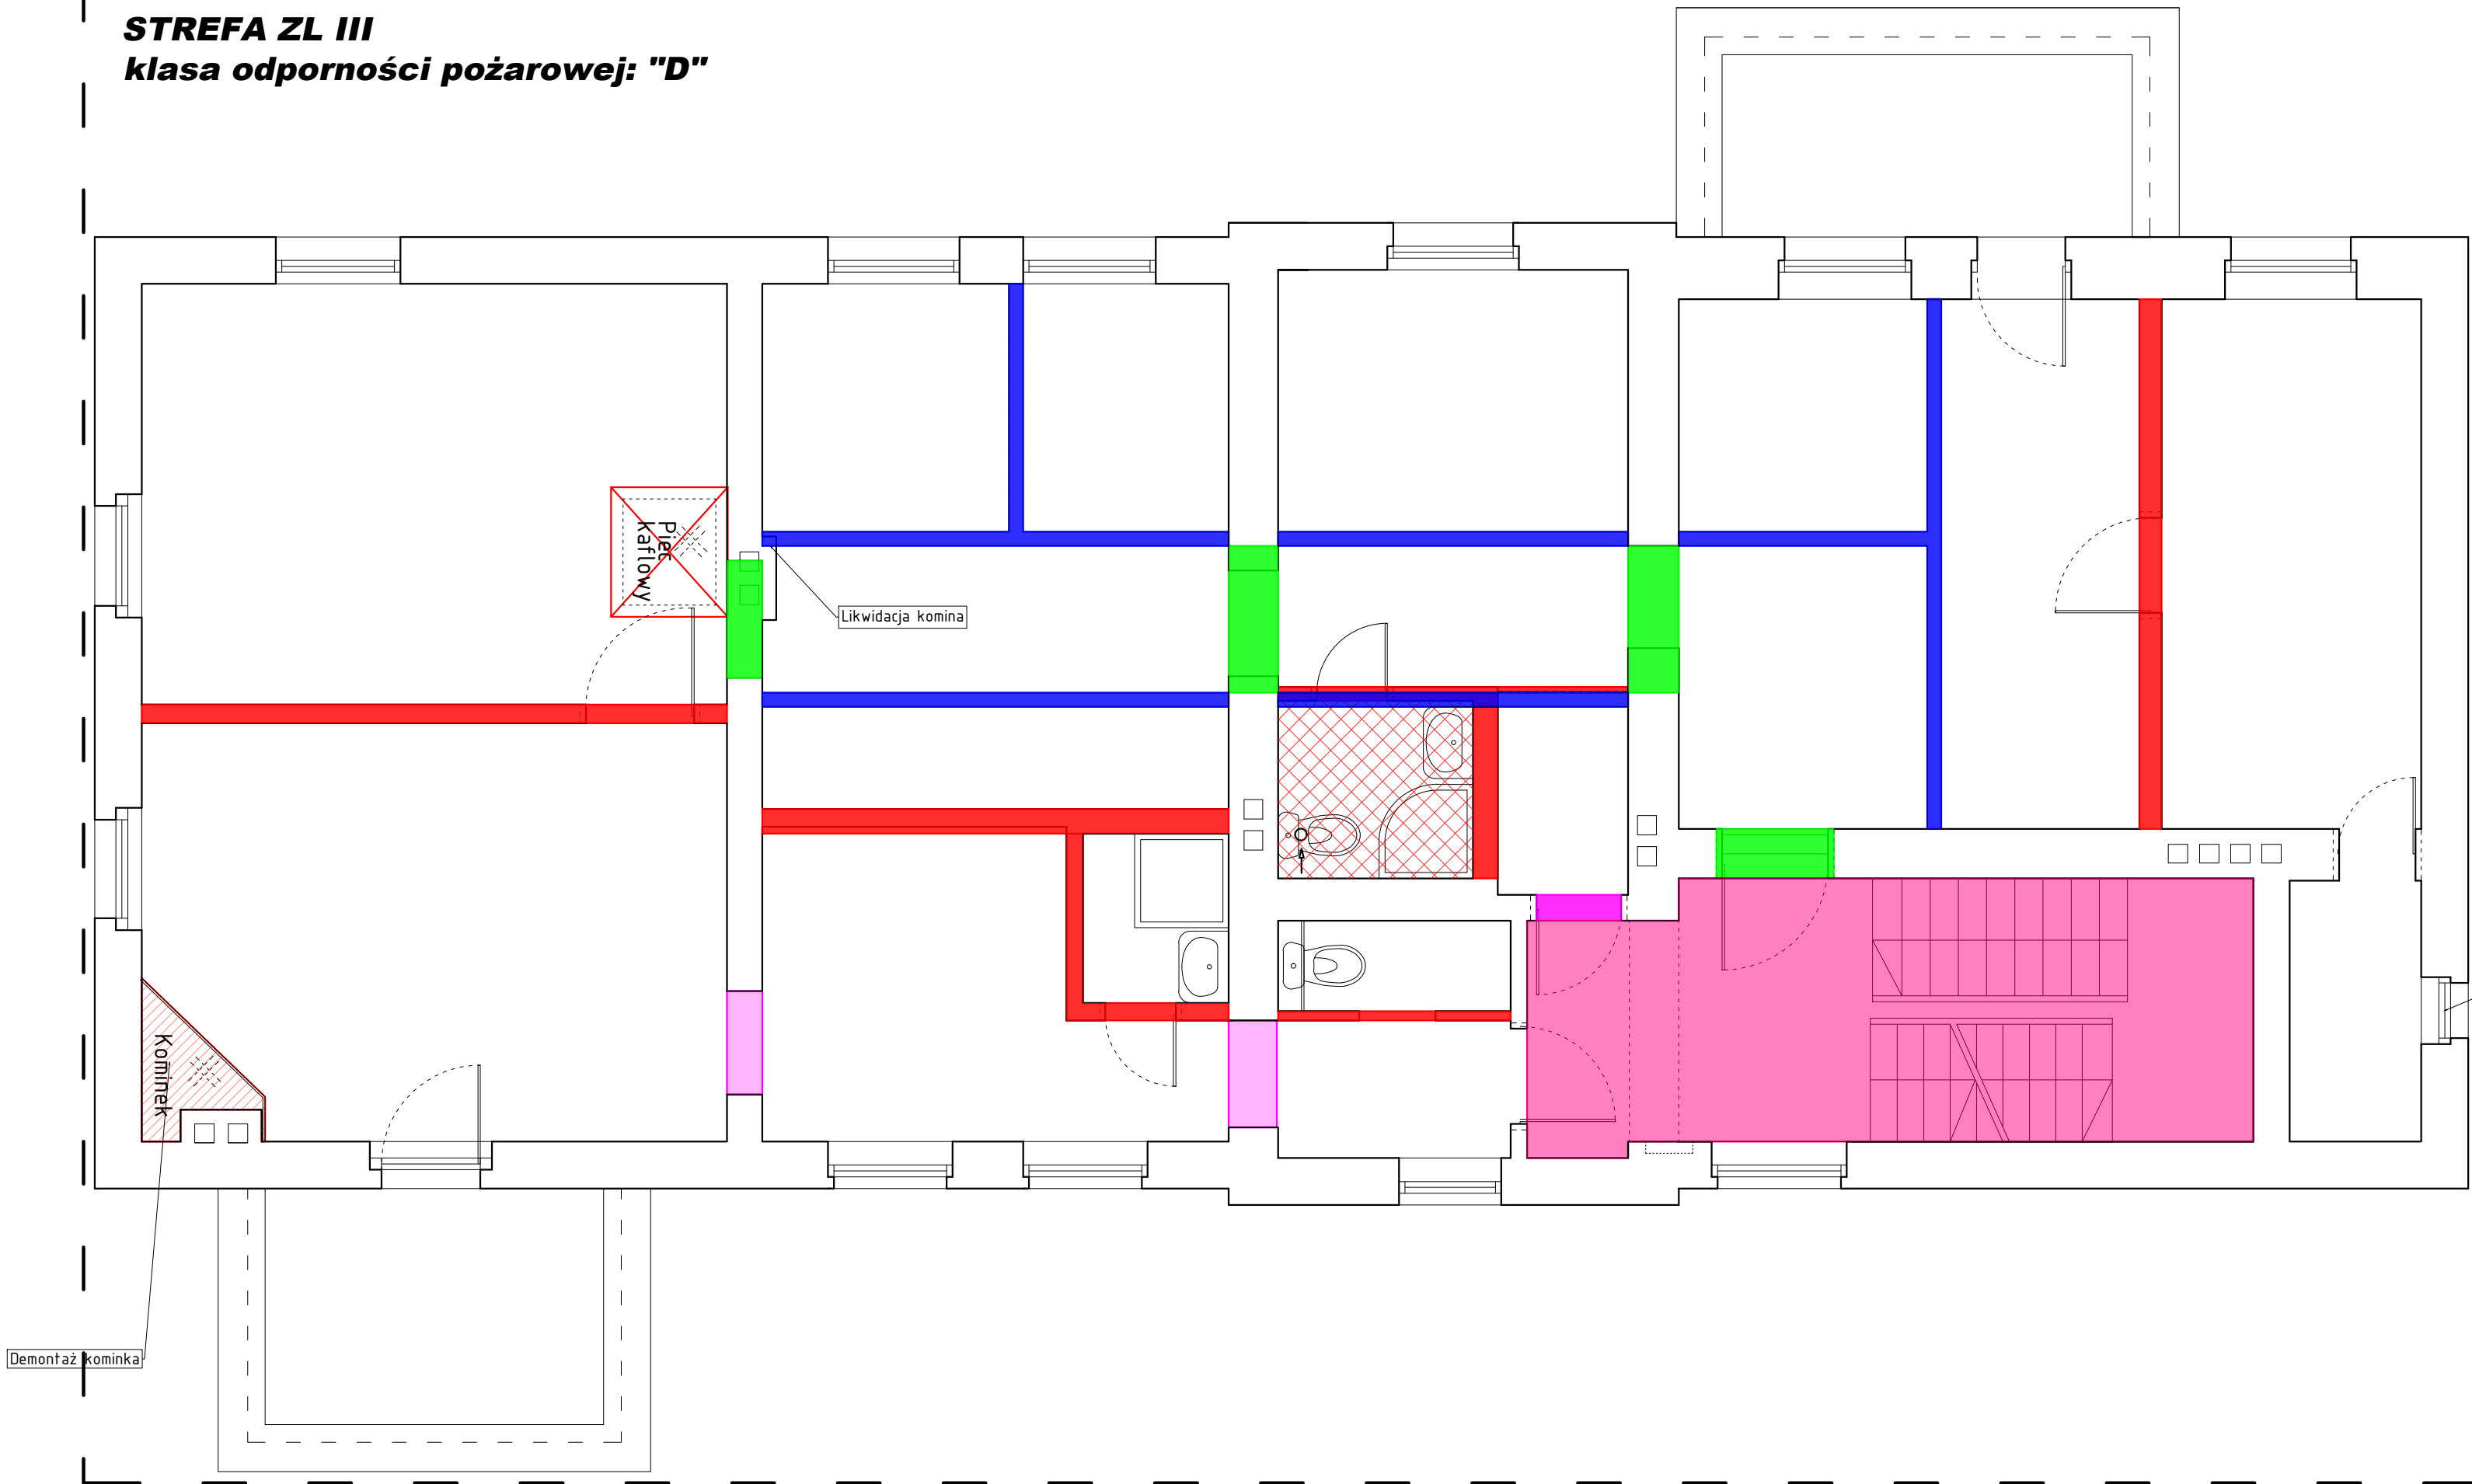 STREFA ZL III
klasa odporności pożarowej: "D"
Piec
Kaflowy
Likwidacja komina
Kominek
Demontaż kominka